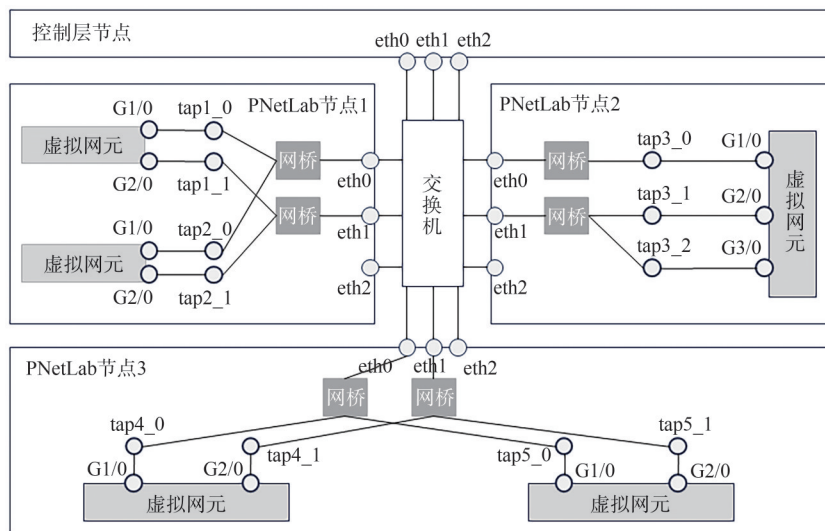 控制层节点
eth0 eth1 eth2
PNetLab节点1
G1/0 tap1_0
虚拟网元
G2/0 tap1_1
网桥
eth0
G1/0 tap2_0
网桥
eth1
虚拟网元
G2/0 tap2_1
eth2
交换机
PNetLab节点2
eth0
网桥
tap3_0 G1/0
eth1
网桥
tap3_1 G2/0
tap3_2 G3/0
虚拟网元
eth2
PNetLab节点3
eth0 eth1 eth2
网桥 网桥
tap4_0 tap5_1
G2/0 tap4_1 tap5_0
G1/0 G1/0 G2/0
虚拟网元 虚拟网元